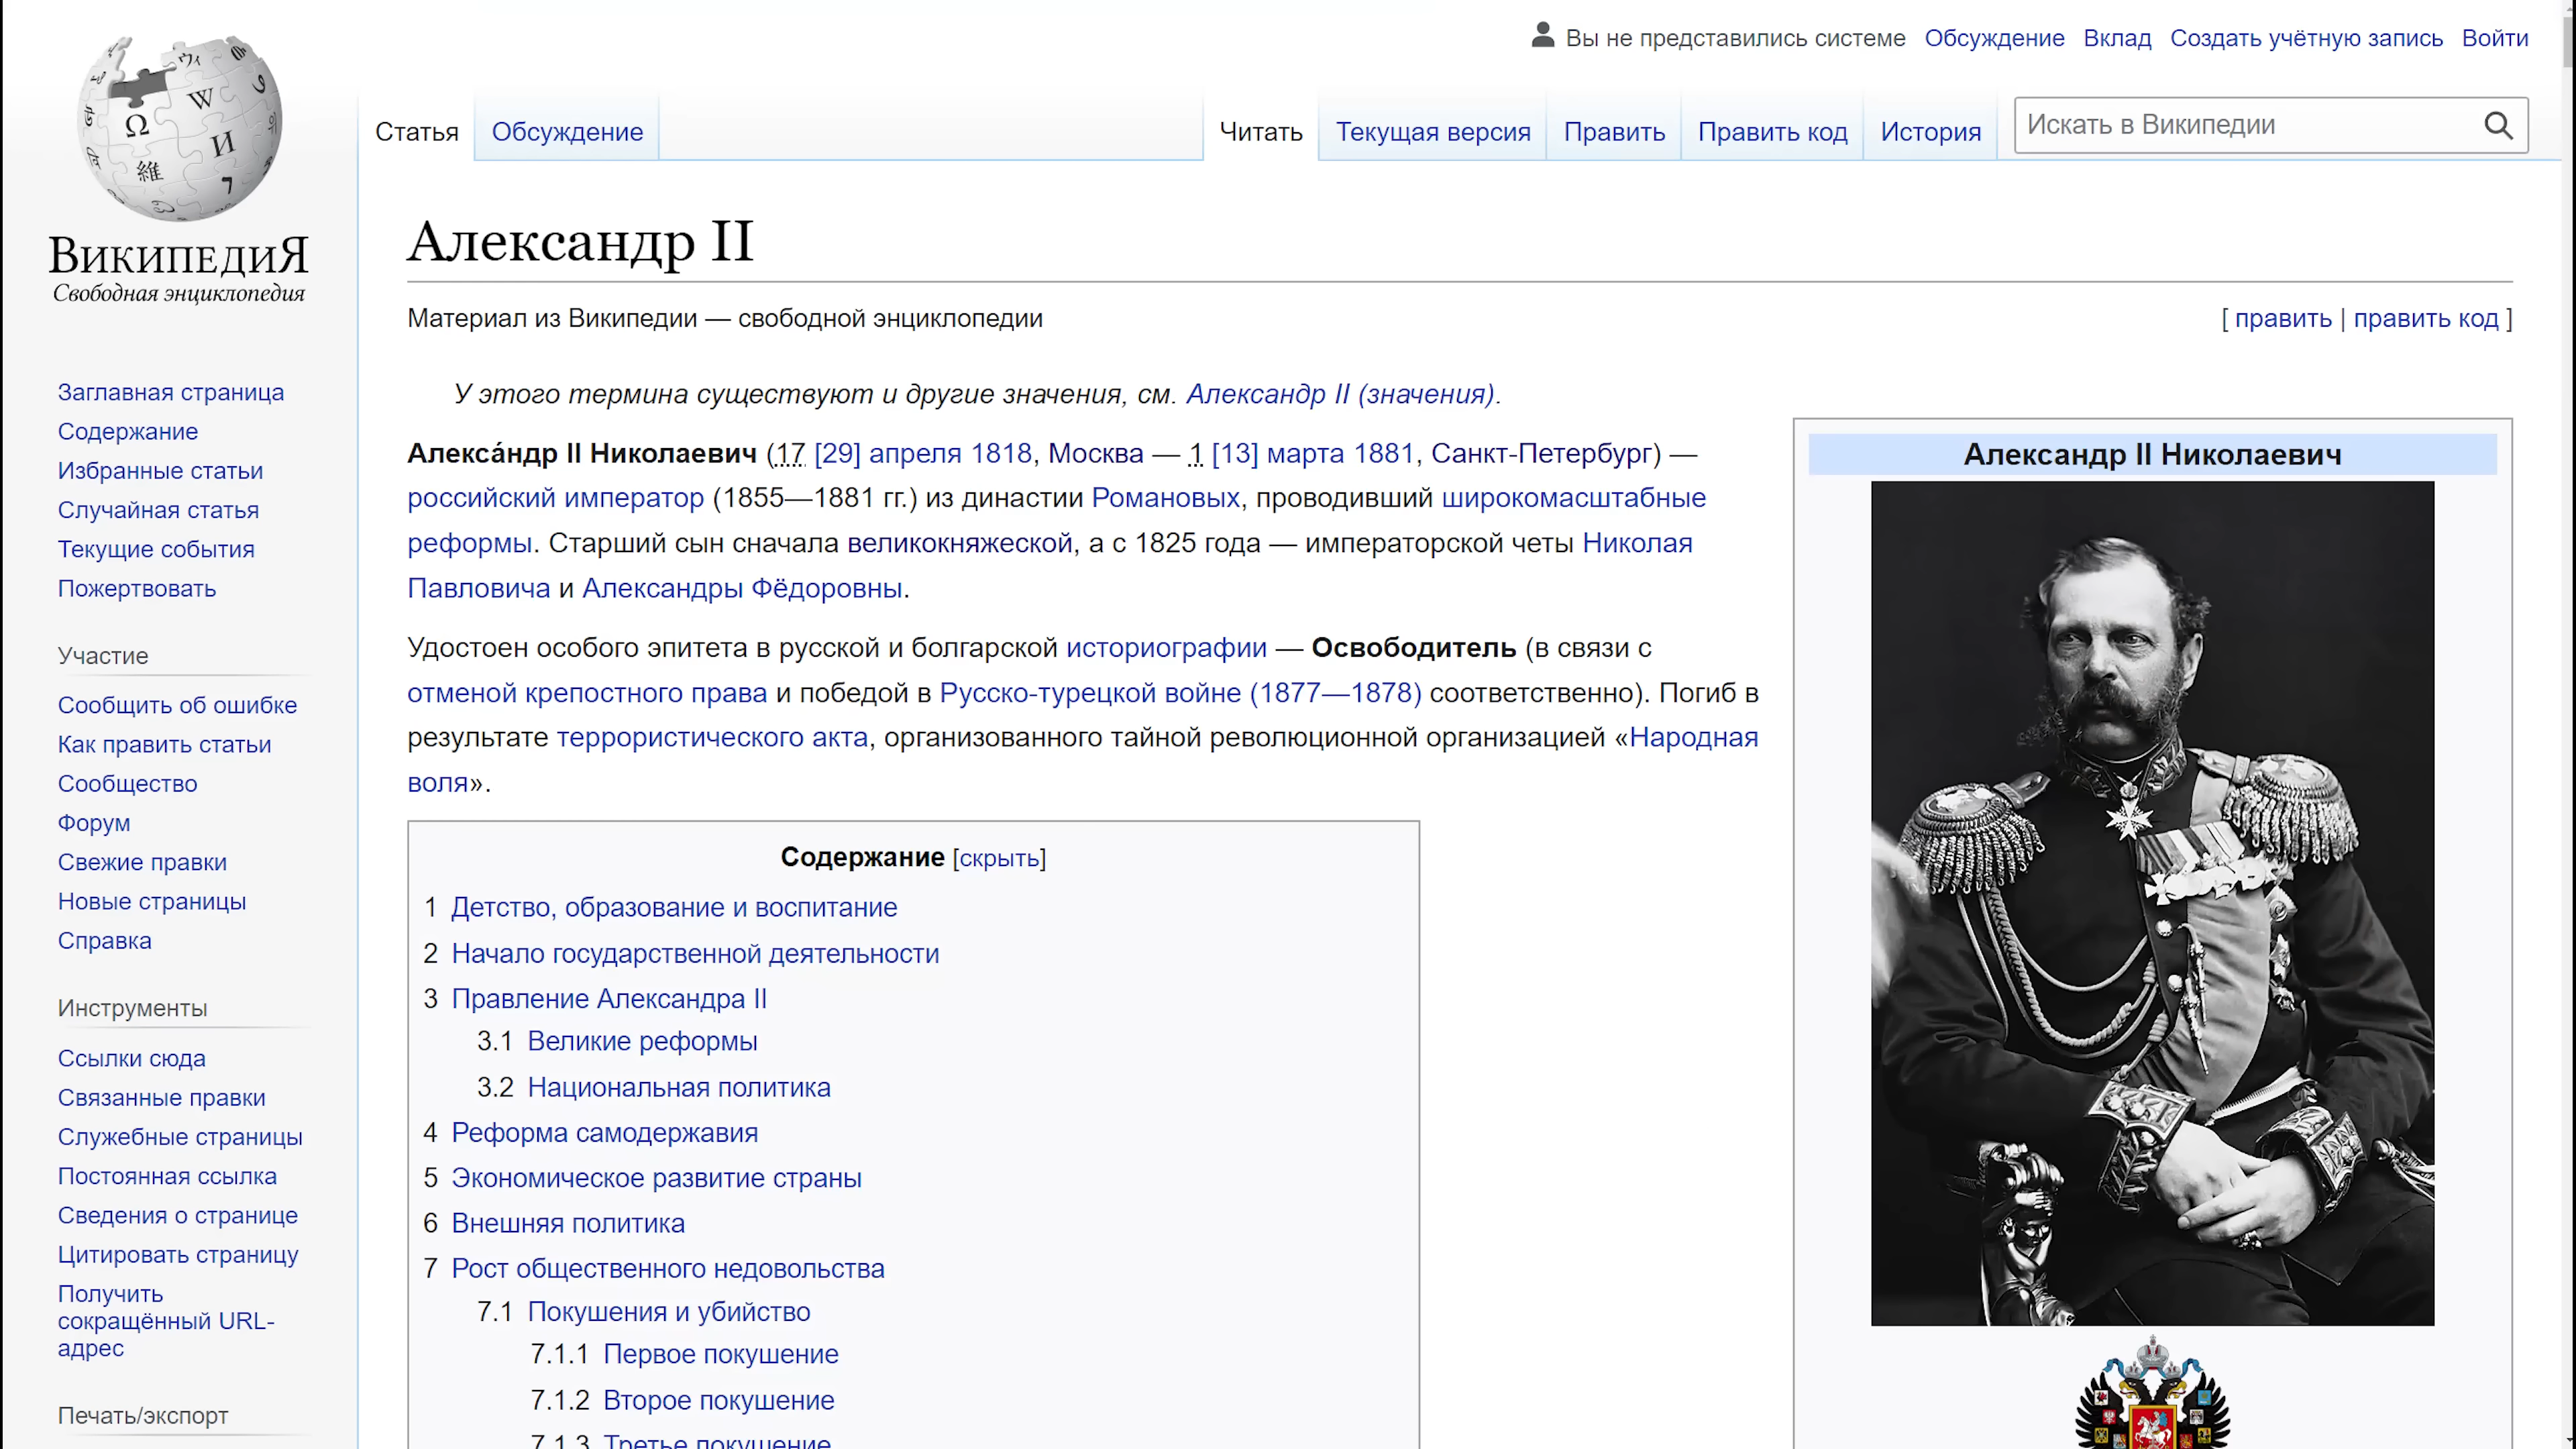 Вы не представились системе Обсуждение Вклад Создать учётную запись Войти
Статья Обсуждение Читать Текущая версия Править Править код История Искать в Википедии
ВикипедиЯ
Свободная энциклопедия
Заглавная страница
Содержание
Избранные статьи
Случайная статья
Текущие события
Пожертвовать
Участие
Сообщить об ошибке
Как править статьи
Сообщество
Форум
Свежие правки
Новые страницы
Справка
Инструменты
Ссылки сюда
Связанные правки
Служебные страницы
Постоянная ссылка
Сведения о странице
Цитировать страницу
Получить
сокращённый URL-
адрес
Печать/экспорт
Александр II
Материал из Википедии — свободной энциклопедии [ править | править код ]
У этого термина существуют и другие значения, см. Александр II (значения).
Алекса́ндр II Николаевич (17 [29] апреля 1818, Москва — 1 [13] марта 1881, Санкт-Петербург) —
российский император (1855—1881 гг.) из династии Романовых, проводивший широкомасштабные
реформы. Старший сын сначала великокняжеской, а с 1825 года — императорской четы Николая
Павловича и Александры Фёдоровны.
Удостоен особого эпитета в русской и болгарской историографии — Освободитель (в связи с
отменой крепостного права и победой в Русско-турецкой войне (1877—1878) соответственно). Погиб в
результате террористического акта, организованного тайной революционной организацией «Народная
воля».
Содержание [скрыть]
1 Детство, образование и воспитание
2 Начало государственной деятельности
3 Правление Александра II
3.1 Великие реформы
3.2 Национальная политика
4 Реформа самодержавия
5 Экономическое развитие страны
6 Внешняя политика
7 Рост общественного недовольства
7.1 Покушения и убийство
7.1.1 Первое покушение
7.1.2 Второе покушение
7.1.3 Третье покушение
Александр II Николаевич